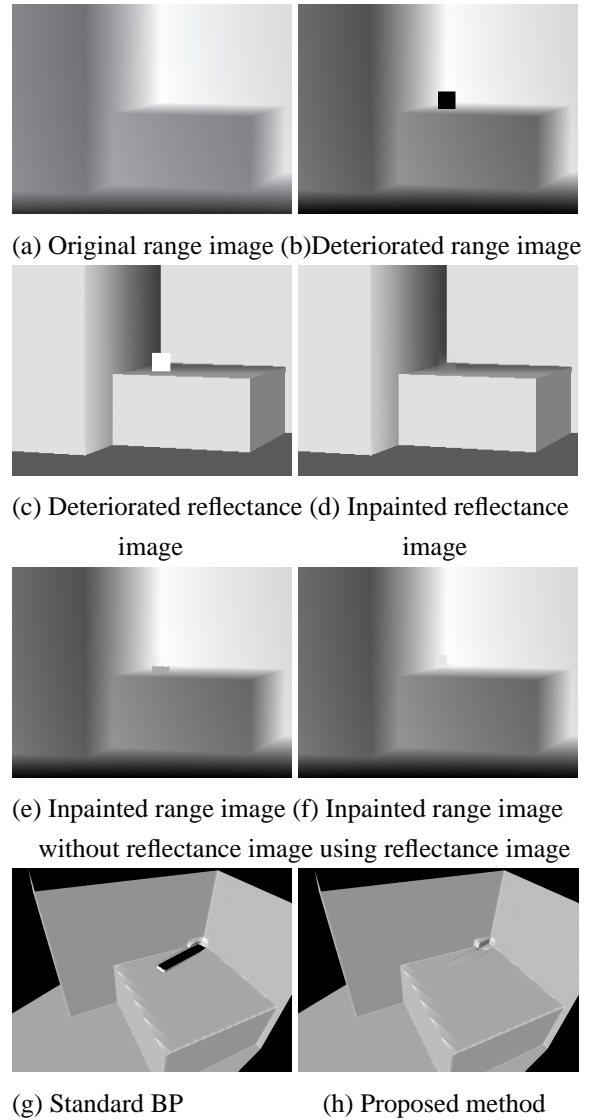 (a) Original range image (b)Deteriorated range image
(c) Deteriorated reflectance (d) Inpainted reflectance
image image
(e) Inpainted range image (f) Inpainted range image
without reflectance image using reflectance image
(g) Standard BP (h) Proposed method